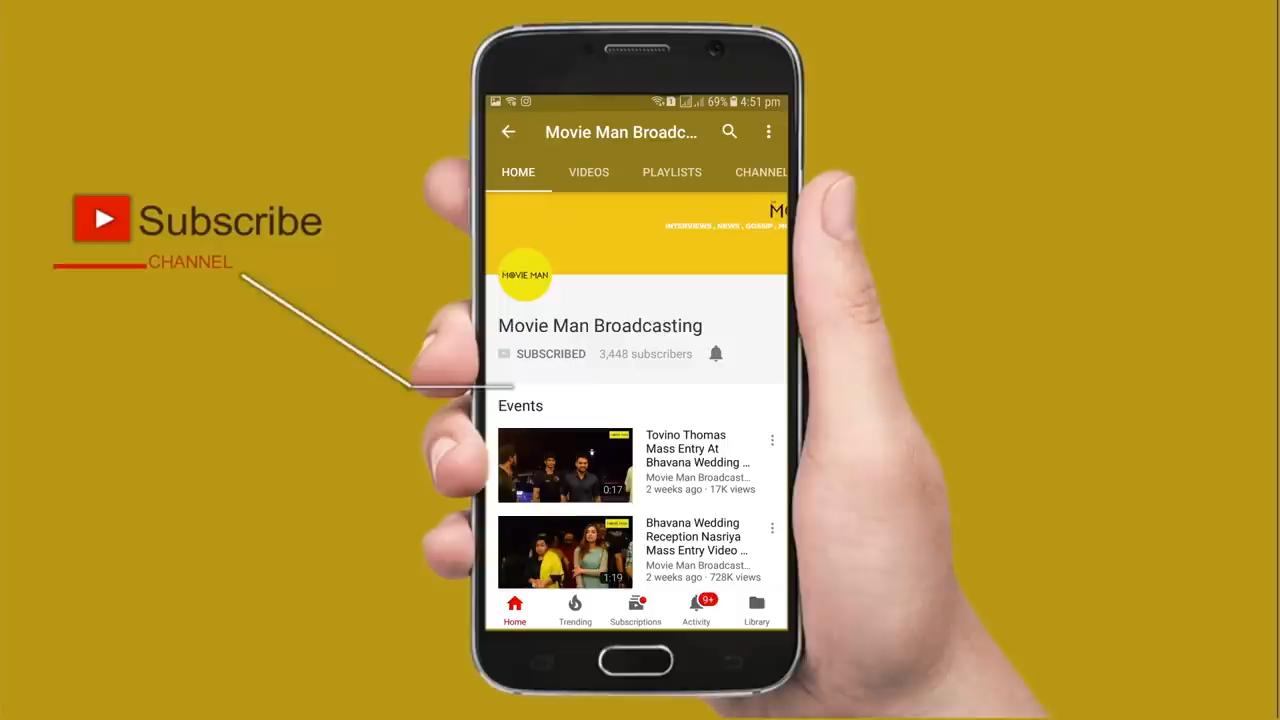 69% 4:51 pm
Movie Man Broadc...
HOME VIDEOS PLAYLISTS CHANNEL
INTERVIEWS , NEWS , GOSSIP ,
MOVIE MAN
Subscribe
CHANNEL
Movie Man Broadcasting
SUBSCRIBED 3,448 subscribers
Events
Tovino Thomas
Mass Entry At
Bhavana Wedding ...
Movie Man Broadcast...
2 weeks ago · 17K views
0:17
Bhavana Wedding
Reception Nasriya
Mass Entry Video ...
Movie Man Broadcast...
2 weeks ago · 728K views
1:19
9+
Home Trending Subscriptions Activity Library